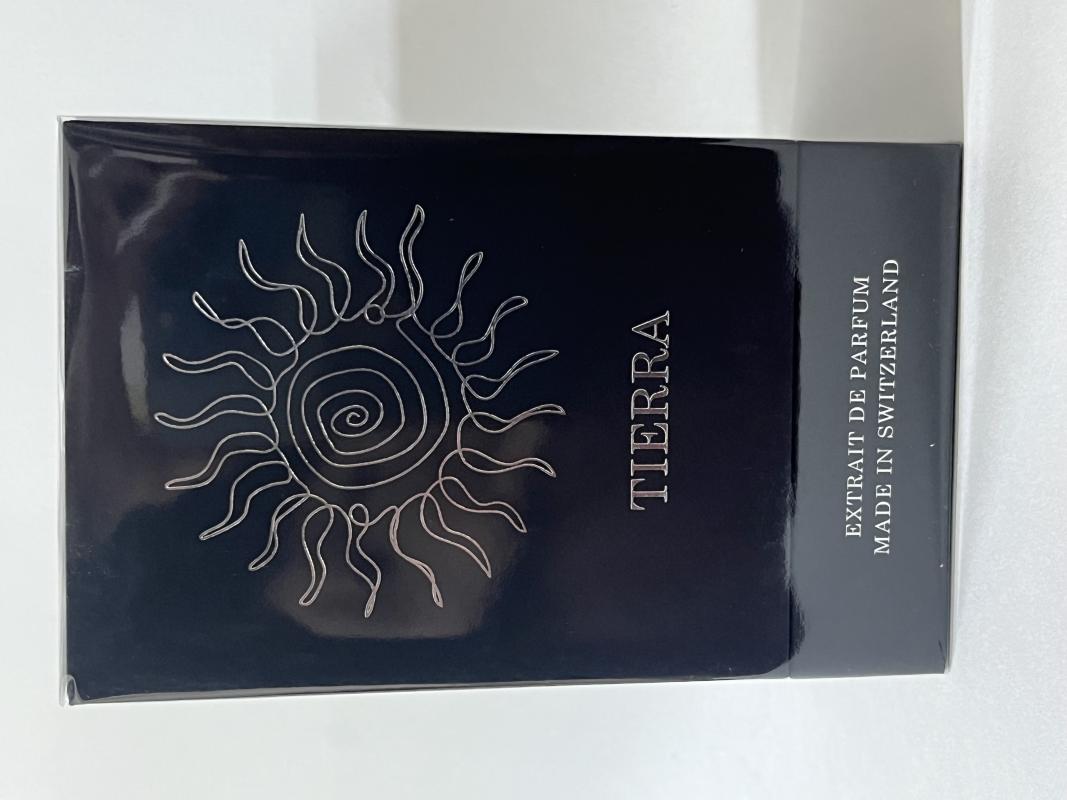 TIERRA
EXTRAIT DE PARFUM
MADE IN SWITZERLAND